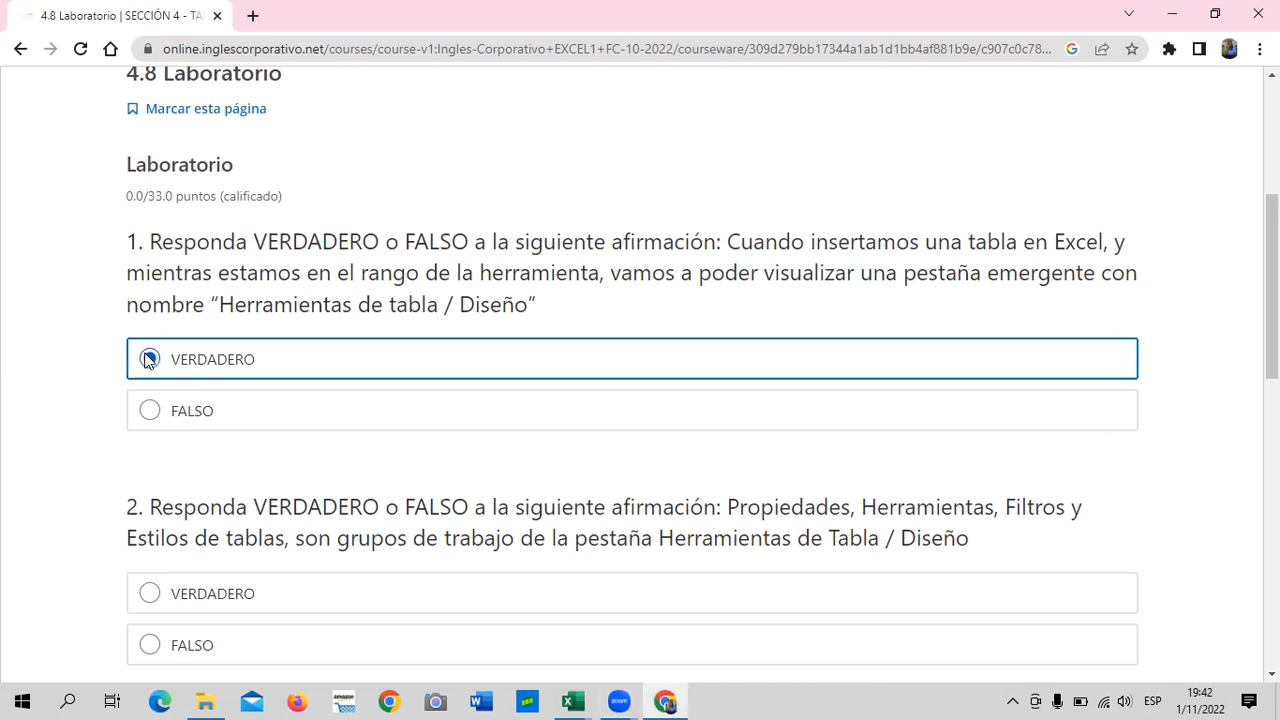 4.8 Laboratorio | SECCIÓN 4 - TA
online.inglescorporativo.net/courses/course-v1:Ingles-Corporativo+EXCEL1+FC-10-2022/courseware/309d279bb17344a1ab1d1bb4af881b9e/c907c0c78...
4.8 Laboratorio
Marcar esta página
Laboratorio
0.0/33.0 puntos (calificado)
1. Responda VERDADERO o FALSO a la siguiente afirmación: Cuando insertamos una tabla en Excel, y
mientras estamos en el rango de la herramienta, vamos a poder visualizar una pestaña emergente con
nombre “Herramientas de tabla / Diseño”
VERDADERO
FALSO
2. Responda VERDADERO o FALSO a la siguiente afirmación: Propiedades, Herramientas, Filtros y
Estilos de tablas, son grupos de trabajo de la pestaña Herramientas de Tabla / Diseño
VERDADERO
FALSO
zoom
ESP
19:42
1/11/2022